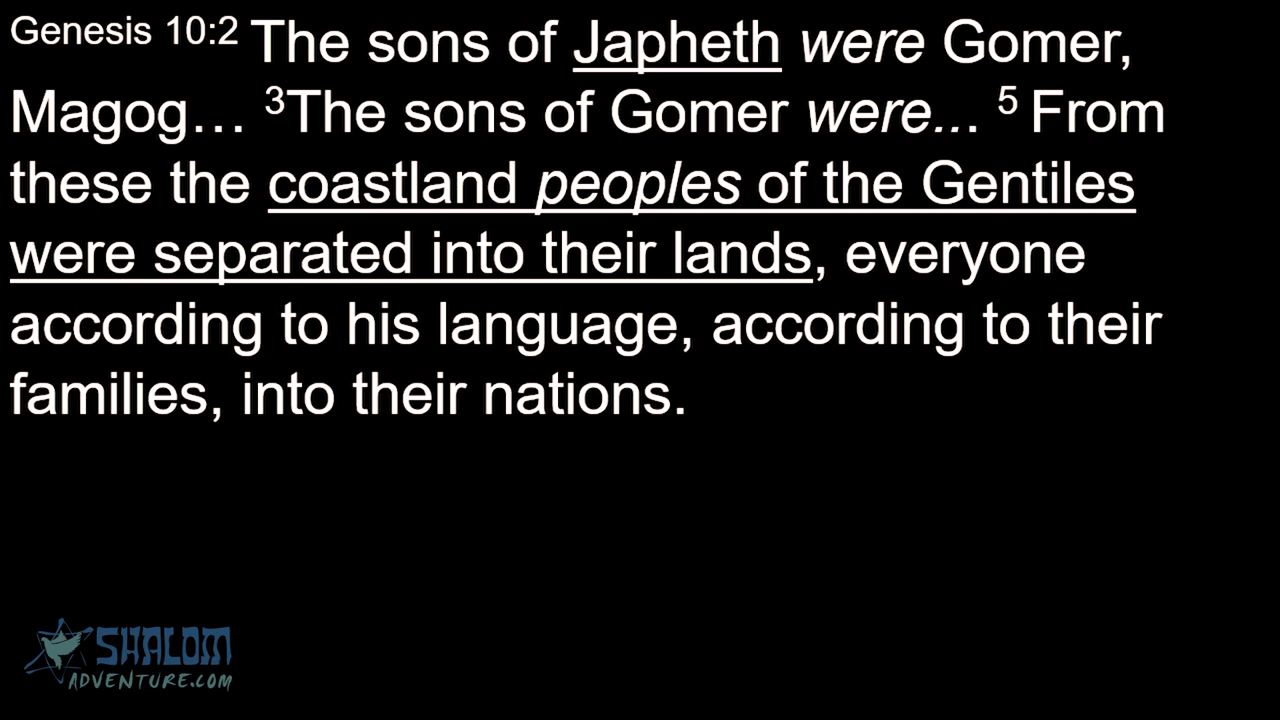 Genesis 10:2 The sons of Japheth were Gomer,
Magog… 3The sons of Gomer were... 5 From
these the coastland peoples of the Gentiles
were separated into their lands, everyone
according to his language, according to their
families, into their nations.
SHALOM
ADVENTURE.COM